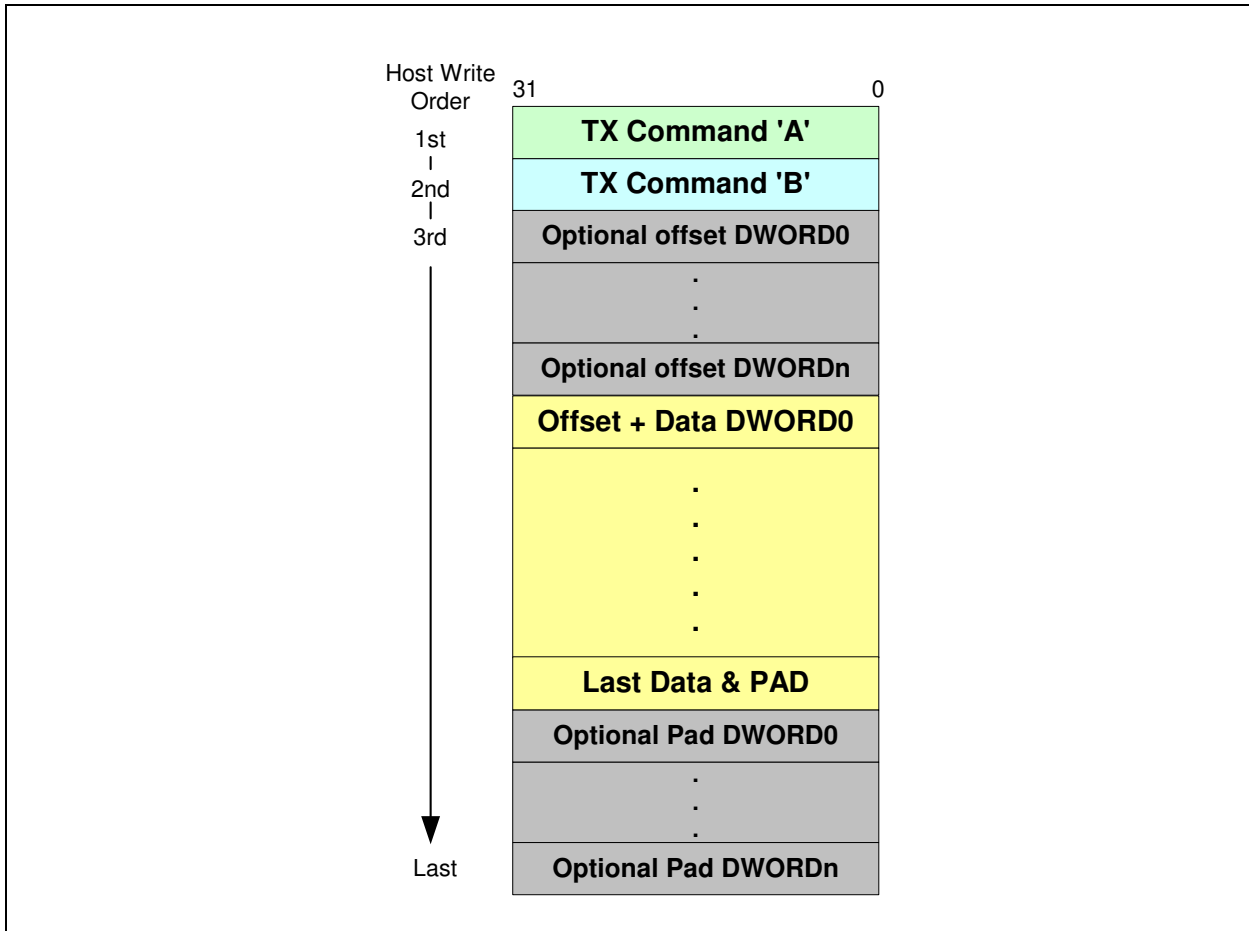 Host Write
Order
31
0
1st
TX Command 'A'
2nd
TX Command 'B'
3rd
Optional offset DWORD0
.
.
.
Optional offset DWORDn
Offset + Data DWORD0
.
.
.
.
.
Last Data & PAD
Optional Pad DWORD0
.
.
.
Last
Optional Pad DWORDn